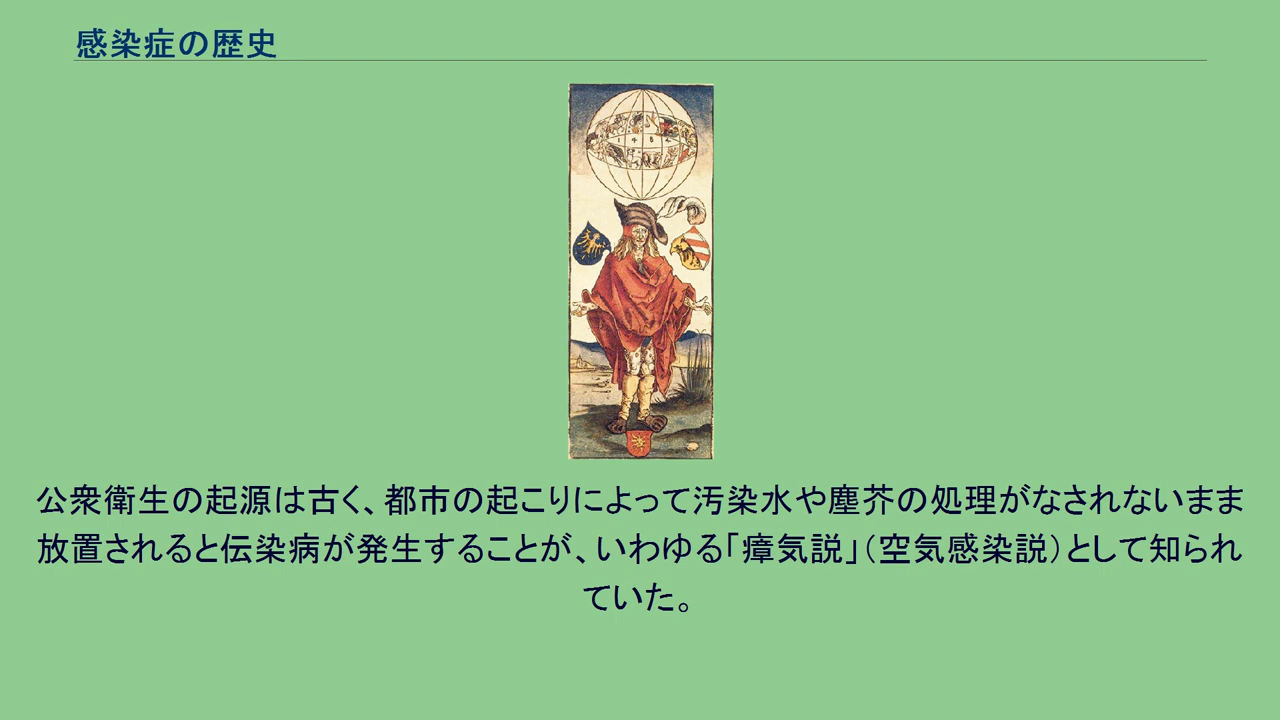 感染症の歴史
1 4 8 4
公衆衛生の起源は古く、都市の起こりによって汚染水や塵芥の処理がなされないまま
放置されると伝染病が発生することが、いわゆる「瘴気説」（空気感染説）として知られ
ていた。